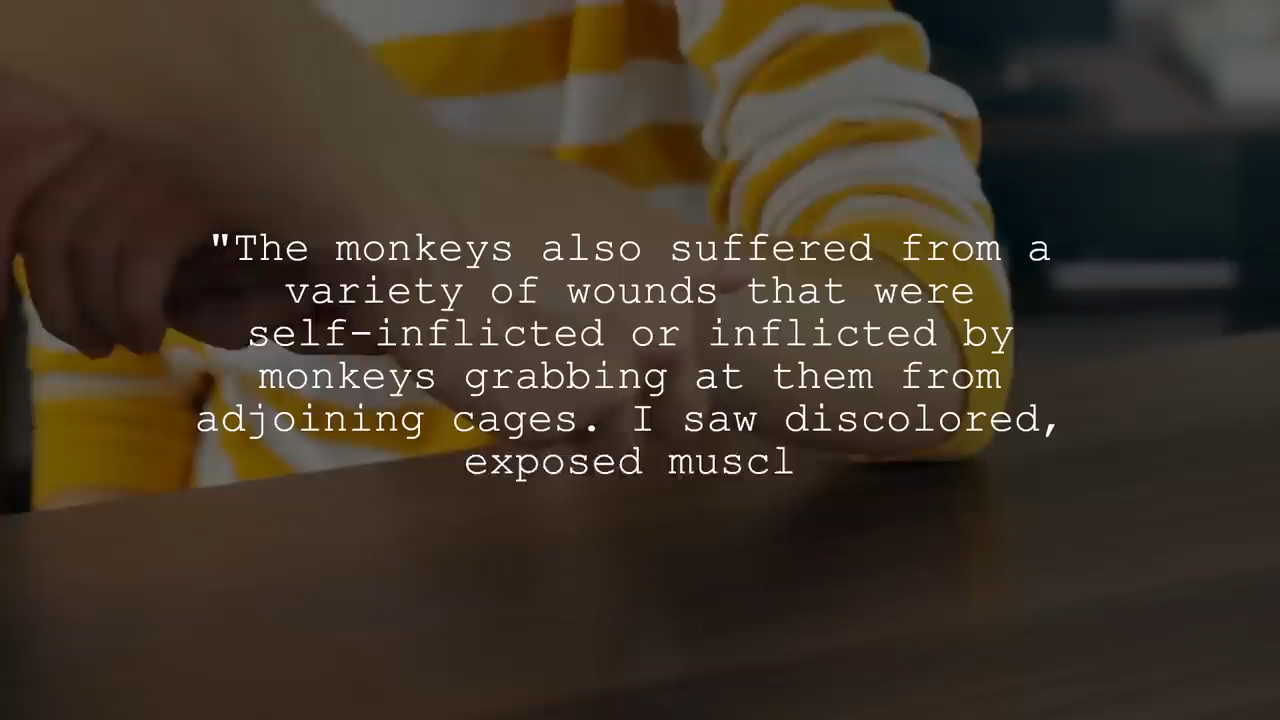 "The monkeys also suffered from a
variety of wounds that were
self-inflicted or inflicted by
monkeys grabbing at them from
adjoining cages. I saw discolored,
exposed muscl